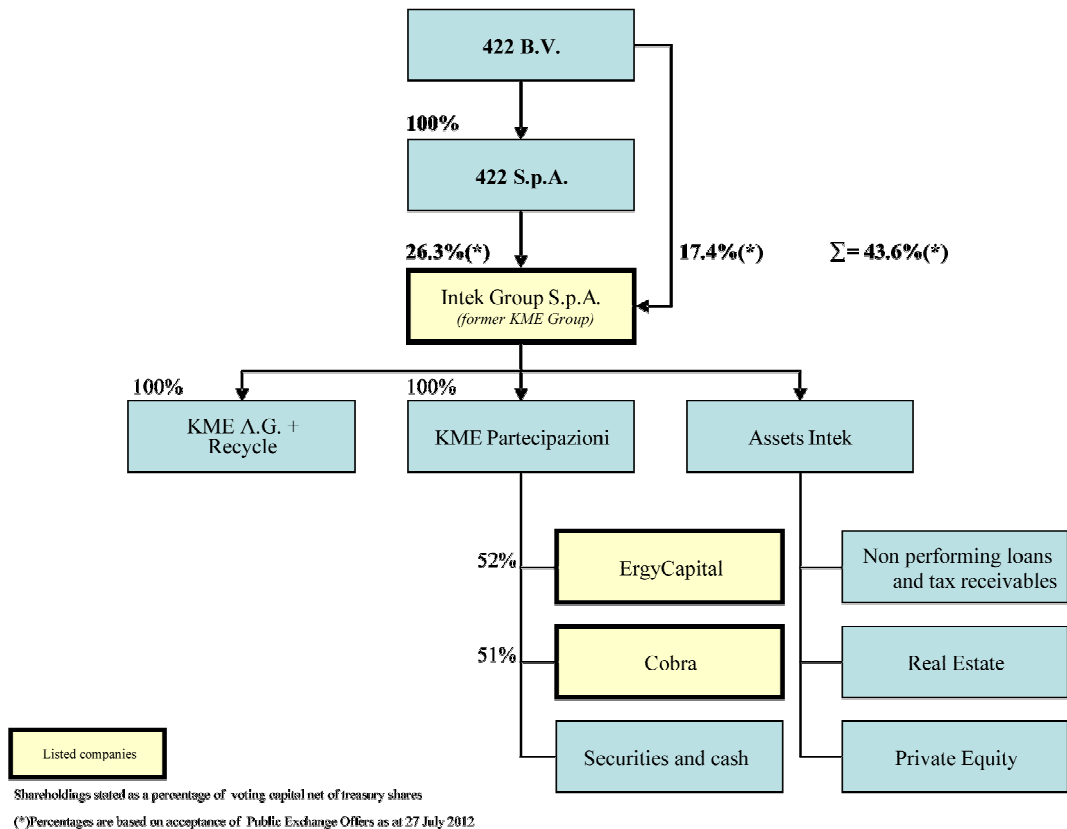 422 B.V.
100%
422 S.p.A.
26.3%(*)
17.4%(*)
∑= 43.6%(*)
Intek Group S.p.A.
(former KME Group)
100%
100%
KME A.G. +
Recycle
KME Partecipazioni
Assets Intek
52%
ErgyCapital
Non performing loans
and tax receivables
51%
Cobra
Real Estate
Securities and cash
Private Equity
Listed companies
Shareholdings stated as a percentage of voting capital net of treasury shares
(*)Percentages are based on acceptance of Public Exchange Offers as at 27 July 2012